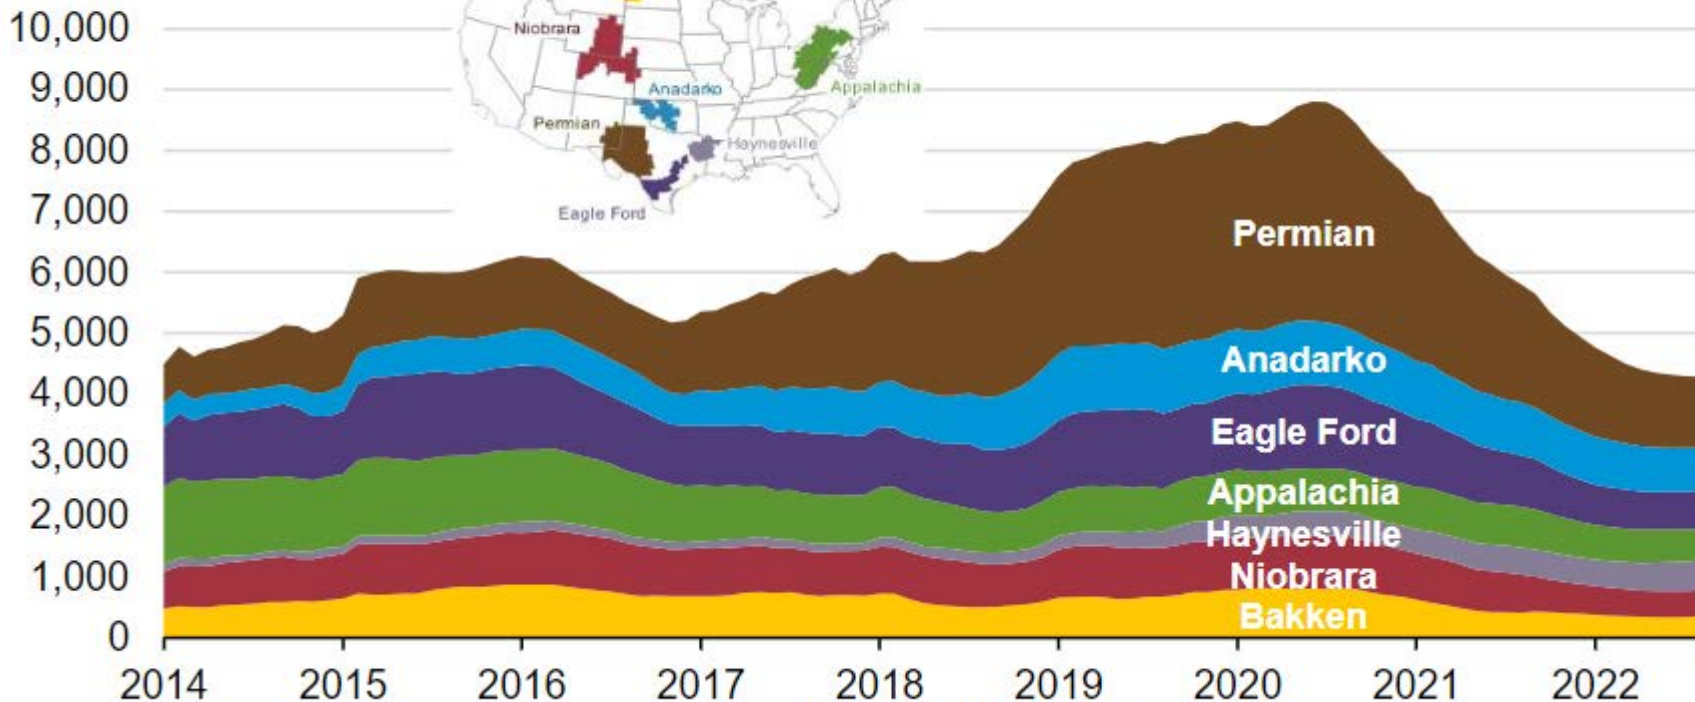 10,000
9,000
8,000
7,000
6,000
5,000
4,000
3,000
2,000
1,000
0
Niobrara
Anadarko
Appalachia
Permian
Haynesville
Eagle Ford
Permian
Anadarko
Eagle Ford
Appalachia
Haynesville
Niobrara
Bakken
2014 2015 2016 2017 2018 2019 2020 2021 2022